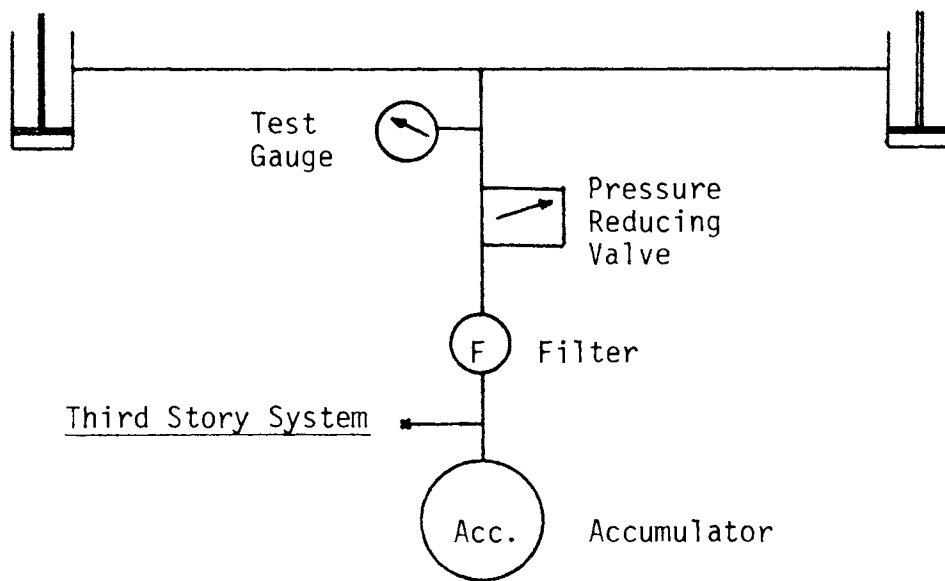 Test
Gauge
Pressure
Reducing
Valve
F
Filter
Third Story System
Acc.
Accumulator